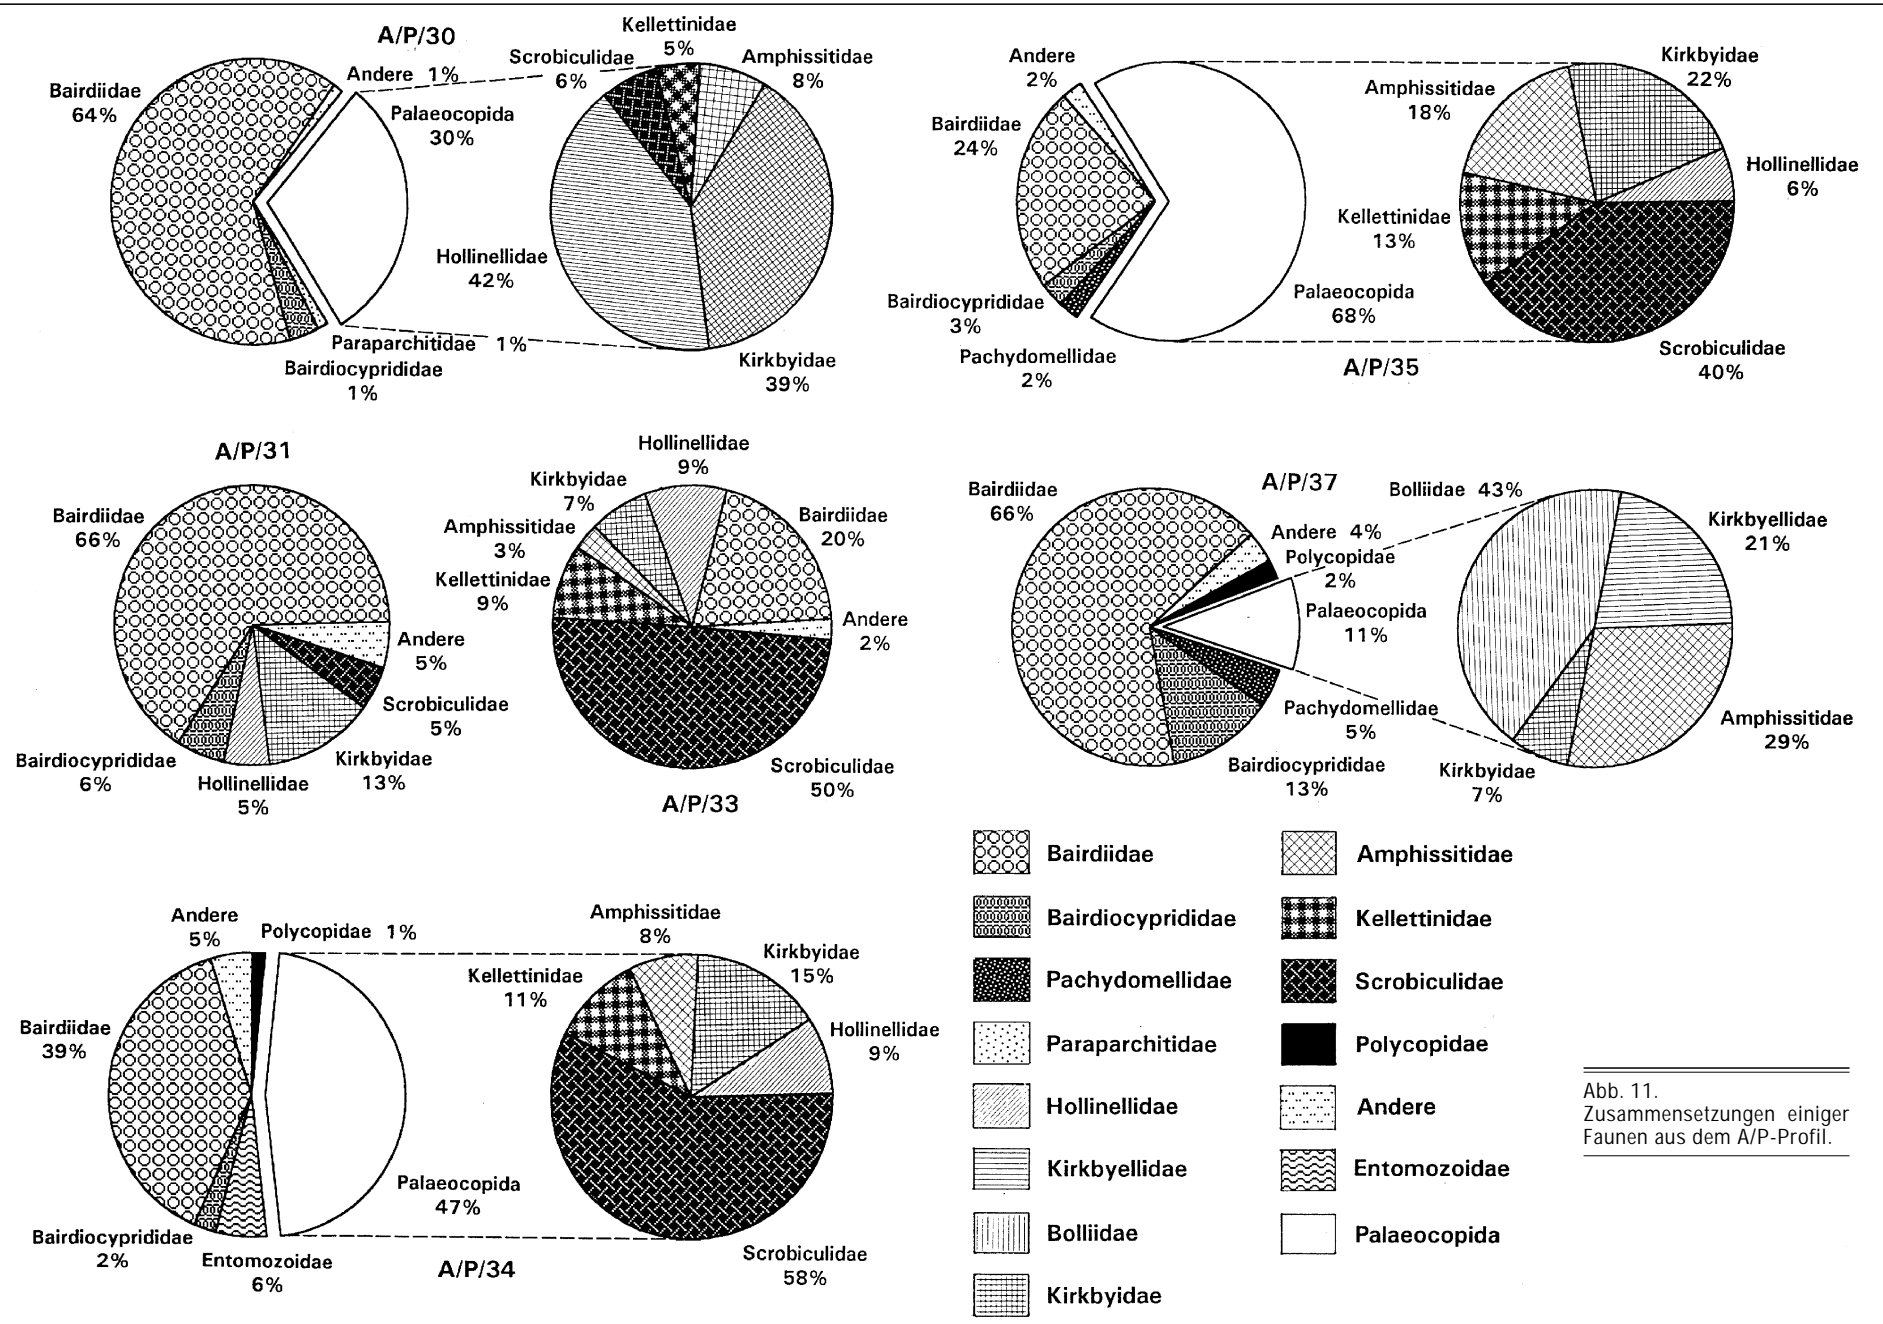 A/P/30
Bairdiidae
64%
Andere 1%
Palaeocopida
30%
Paraparchitidae 1%
Bairdiocyprididae
1%
Scrobiculidae
6%
Kellettinidae
5%
Amphissitidae
8%
Hollinellidae
42%
Kirkbyidae
39%
Andere
2%
Bairdiidae
24%
Bairdiocyprididae
3%
Pachydomellidae
2%
Palaeocopida
68%
A/P/35
Kirkbyidae
22%
Amphissitidae
18%
Hollinellidae
6%
Kellettinidae
13%
Scrobiculidae
40%
A/P/31
Bairdiidae
66%
Andere
5%
Scrobiculidae
5%
Kirkbyidae
13%
Hollinellidae
5%
Bairdiocyprididae
6%
Hollinellidae
9%
Kirkbyidae
7%
Amphissitidae
3%
Kellettinidae
9%
Bairdiidae
20%
Andere
2%
Scrobiculidae
50%
A/P/33
A/P/37
Bairdiidae
66%
Andere 4%
Polycopidae
2%
Palaeocopida
11%
Pachydomellidae
5%
Bairdiocyprididae
13%
Bolliidae 43%
Kirkbyellidae
21%
Amphissitidae
29%
Kirkbyidae
7%
Andere
5%
Polycopidae 1%
Bairdiidae
39%
Bairdiocyprididae
2%
Entomozoidae
6%
Palaeocopida
47%
A/P/34
Amphissitidae
8%
Kirkbyidae
15%
Kellettinidae
11%
Hollinellidae
9%
Scrobiculidae
58%
Bairdiidae
Bairdiocyprididae
Pachydomellidae
Paraparchitidae
Hollinellidae
Kirkbyellidae
Bolliidae
Kirkbyidae
Amphissitidae
Kellettinidae
Scrobiculidae
Polycopidae
Andere
Entomozoidae
Palaeocopida
Abb. 11.
Zusammensetzungen einiger
Faunen aus dem A/P-Profil.